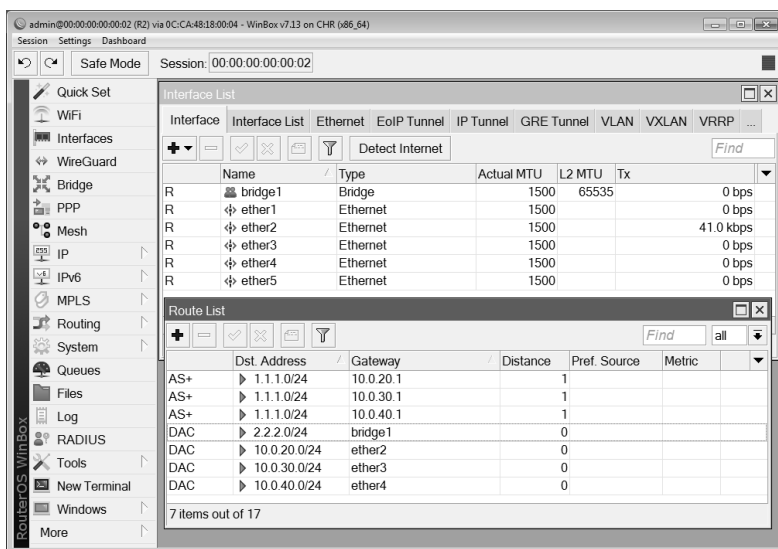 admin@00:00:00:00:00:02 (R2) via 0C:CA:48:18:00:04 - WinBox v7.13 on CHR (x86_64)
Session Settings Dashboard
Safe Mode Session: 00:00:00:00:00:02
Quick Set
WiFi
Interfaces
WireGuard
Bridge
PPP
Mesh
IP
IPv6
MPLS
Routing
System
Queues
Files
Log
RADIUS
Tools
New Terminal
Windows
More
RouterOS WinBox
Interface List
Interface Interface List Ethernet EoIP Tunnel IP Tunnel GRE Tunnel VLAN VXLAN VRRP ...
Detect Internet Find
Name Type Actual MTU L2 MTU Tx
R bridge1 Bridge 1500 65535 0 bps
R ether1 Ethernet 1500 0 bps
R ether2 Ethernet 1500 41.0 kbps
R ether3 Ethernet 1500 0 bps
R ether4 Ethernet 1500 0 bps
R ether5 Ethernet 1500 0 bps
Route List
Find all
Dst. Address Gateway Distance Pref. Source Metric
AS+ 1.1.1.0/24 10.0.20.1 1
AS+ 1.1.1.0/24 10.0.30.1 1
AS+ 1.1.1.0/24 10.0.40.1 1
DAC 2.2.2.0/24 bridge1 0
DAC 10.0.20.0/24 ether2 0
DAC 10.0.30.0/24 ether3 0
DAC 10.0.40.0/24 ether4 0
7 items out of 17